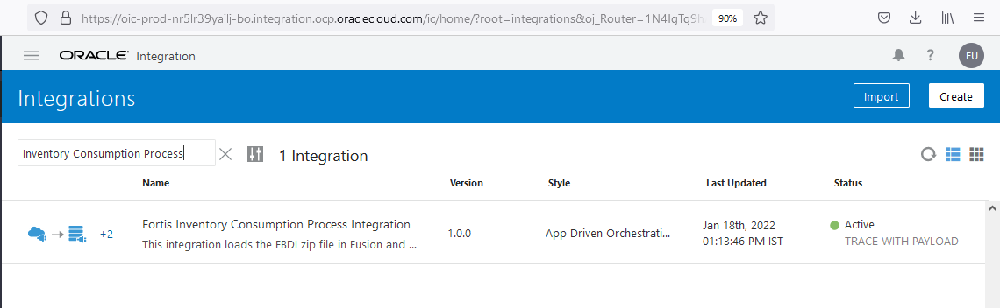 https://oic-prod-nr5lr39yailj-bo.integration.ocp.oraclecloud.com/ic/home/?root=integrations&oj_Router=1N4IgTg9h 90%
ORACLE Integration ? FU
Integrations Import Create
Inventory Consumption Process 1 Integration
Name Version Style Last Updated Status
+2 Fortis Inventory Consumption Process Integration 1.0.0 App Driven Orchestrati... Jan 18th, 2022 Active
This integration loads the FBDI zip file in Fusion and ... 01:13:46 PM IST TRACE WITH PAYLOAD